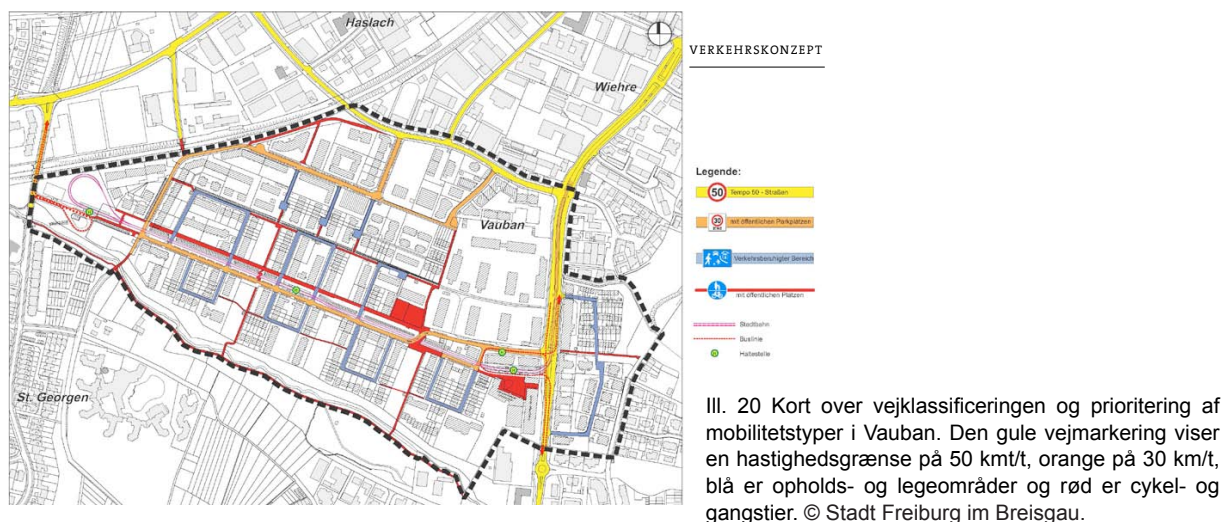 Haslach
VERKEHRSKONZEPT
Wiehre
Legende:
50 Tempo 50 - Straßen
30 mit öffentlichen Parkplätzen
Vauban
Verkehrsberuhigter Bereich
mit öffentlichen Plätzen
Stadtbahn
Buslinie
Haltestelle
St. Georgen
Ill. 20 Kort over vejklassificeringen og prioritering af
mobilitetstyper i Vauban. Den gule vejmarkering viser
en hastighedsgrænse på 50 kmt/t, orange på 30 km/t,
blå er opholds- og legeområder og rød er cykel- og
gangstier. © Stadt Freiburg im Breisgau.